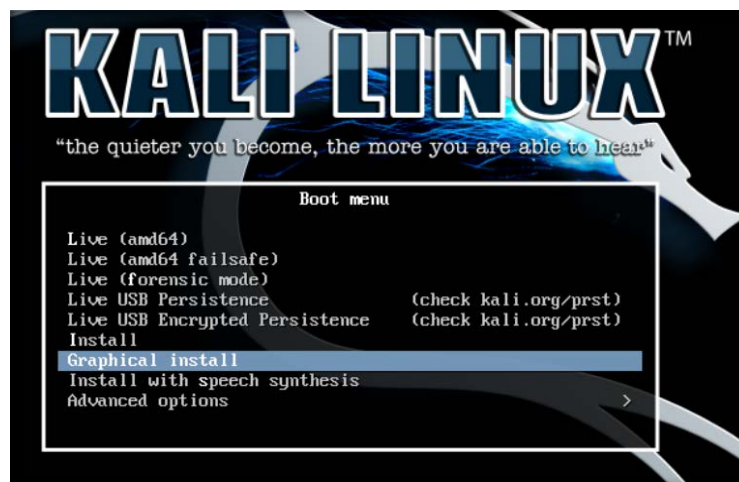 KALI LINUX™
“the quieter you become, the more you are able to hear”
Boot menu
Live (amd64)
Live (amd64 failsafe)
Live (forensic mode)
Live USB Persistence (check kali.org/prst)
Live USB Encrypted Persistence (check kali.org/prst)
Install
Graphical install
Install with speech synthesis
Advanced options >